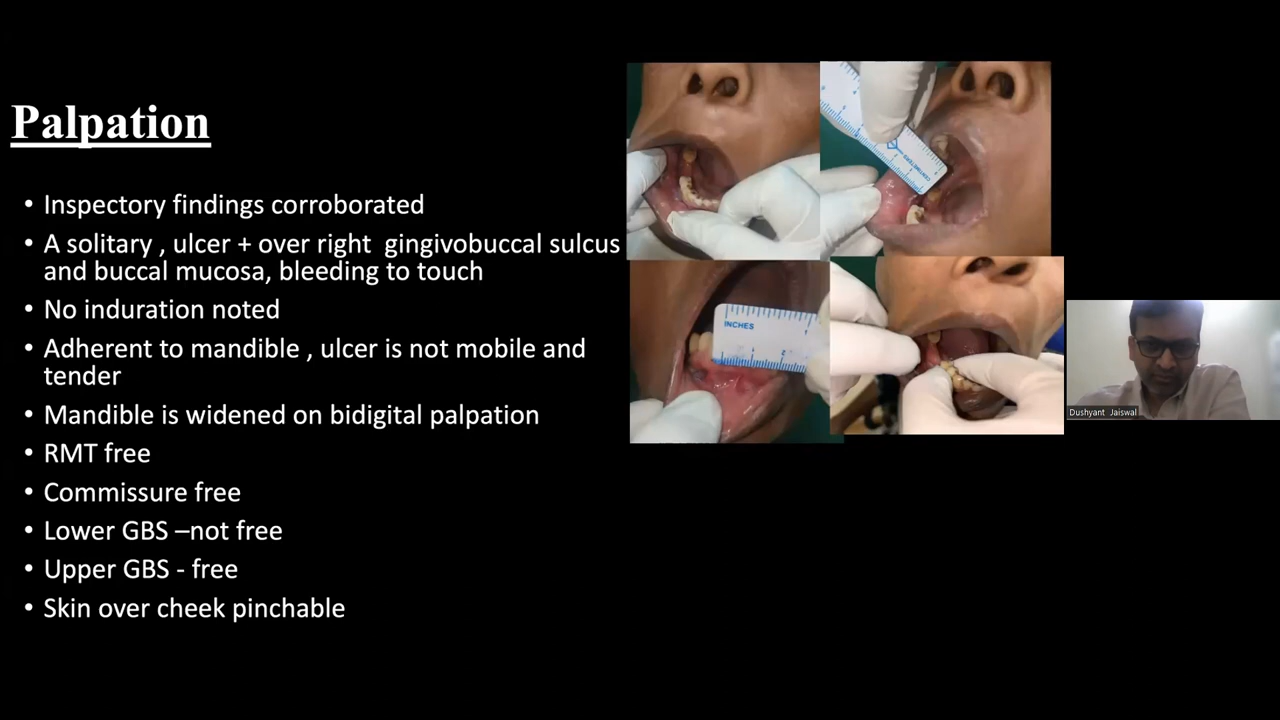 Palpation
• Inspectory findings corroborated
• A solitary , ulcer + over right gingivobuccal sulcus
and buccal mucosa, bleeding to touch
• No induration noted
• Adherent to mandible , ulcer is not mobile and
tender
• Mandible is widened on bidigital palpation
• RMT free
• Commissure free
• Lower GBS –not free
• Upper GBS - free
• Skin over cheek pinchable
CENTIMETERS
INCHES
Dushyant Jaiswal